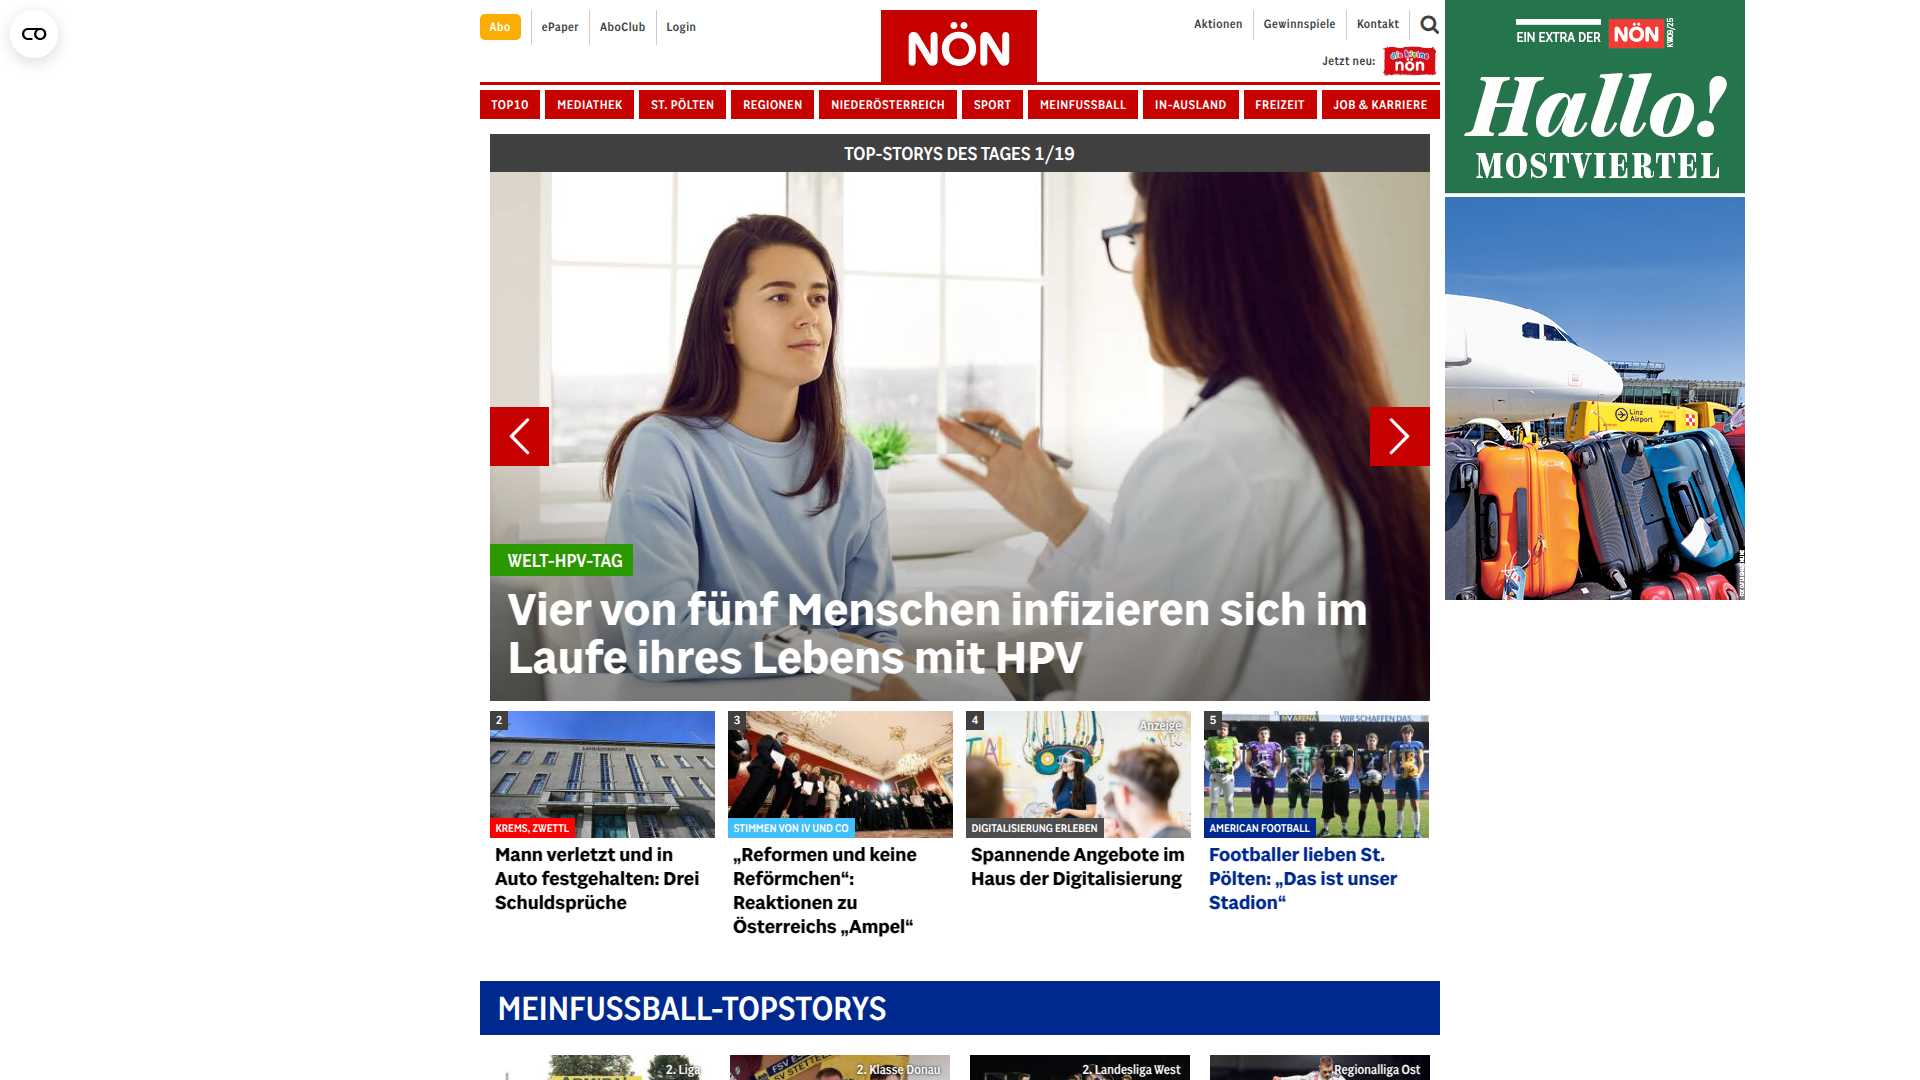 Abo
ePaper
AboClub
Login
NÖN
Aktionen
Gewinnspiele
Kontakt
Jetzt neu:
die kleine
nön
TOP10
MEDIATHEK
ST. PÖLTEN
REGIONEN
NIEDERÖSTERREICH
SPORT
MEINFUSSBALL
IN-AUSLAND
FREIZEIT
JOB & KARRIERE
EIN EXTRA DER NÖN
KW09/25
Hallo!
MOSTVIERTEL
Linz
Airport
TOP-STORYS DES TAGES 1/19
WELT-HPV-TAG
Vier von fünf Menschen infizieren sich im
Laufe ihres Lebens mit HPV
2
KREMS, ZWETTL
Mann verletzt und in
Auto festgehalten: Drei
Schuldsprüche
3
STIMMEN VON IV UND CO
„Reformen und keine
Reförmchen“:
Reaktionen zu
Österreichs „Ampel“
4
Anzeige
DIGITALISIERUNG ERLEBEN
Spannende Angebote im
Haus der Digitalisierung
5
WIR SCHAFFEN DAS.
AMERICAN FOOTBALL
Footballer lieben St.
Pölten: „Das ist unser
Stadion“
MEINFUSSBALL-TOPSTORYS
2. Liga
2. Klasse Donau
2. Landesliga West
Regionalliga Ost